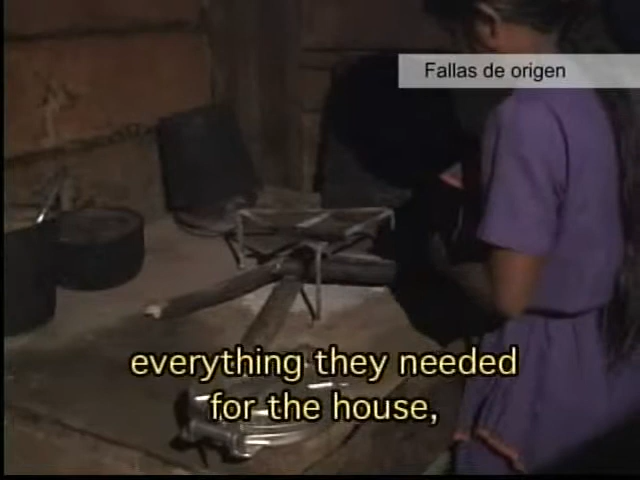 Fallas de origen
everything they needed
for the house,